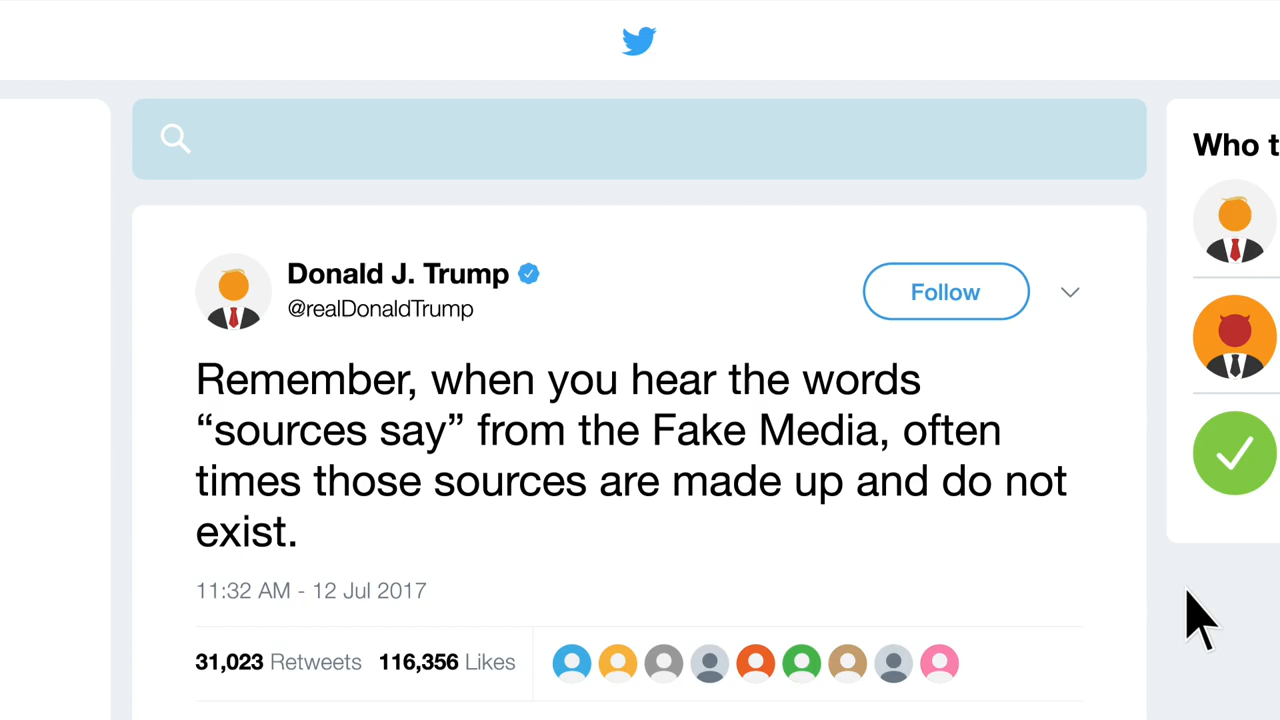 Who t
Donald J. Trump
@realDonaldTrump
Follow
Remember, when you hear the words
“sources say” from the Fake Media, often
times those sources are made up and do not
exist.
11:32 AM - 12 Jul 2017
31,023 Retweets 116,356 Likes